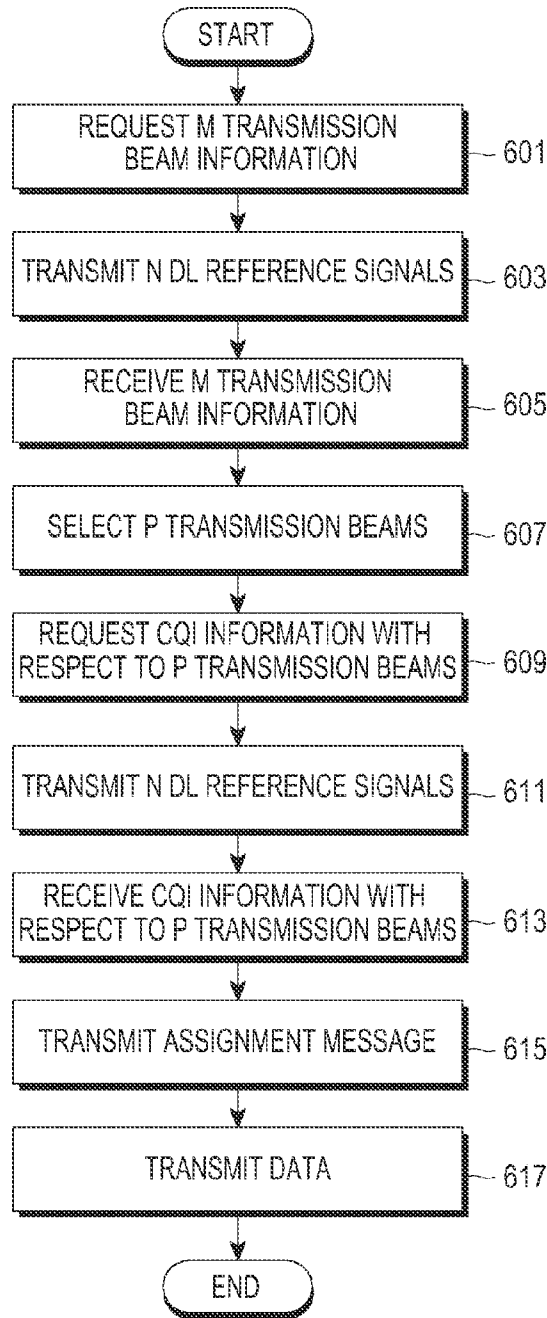 START
REQUEST M TRANSMISSION
BEAM INFORMATION
601
TRANSMIT N DL REFERENCE SIGNALS
603
RECEIVE M TRANSMISSION
BEAM INFORMATION
605
SELECT P TRANSMISSION BEAMS
607
REQUEST CQI INFORMATION WITH
RESPECT TO P TRANSMISSION BEAMS
609
TRANSMIT N DL REFERENCE SIGNALS
611
RECEIVE CQI INFORMATION WITH
RESPECT TO P TRANSMISSION BEAMS
613
TRANSMIT ASSIGNMENT MESSAGE
615
TRANSMIT DATA
617
END